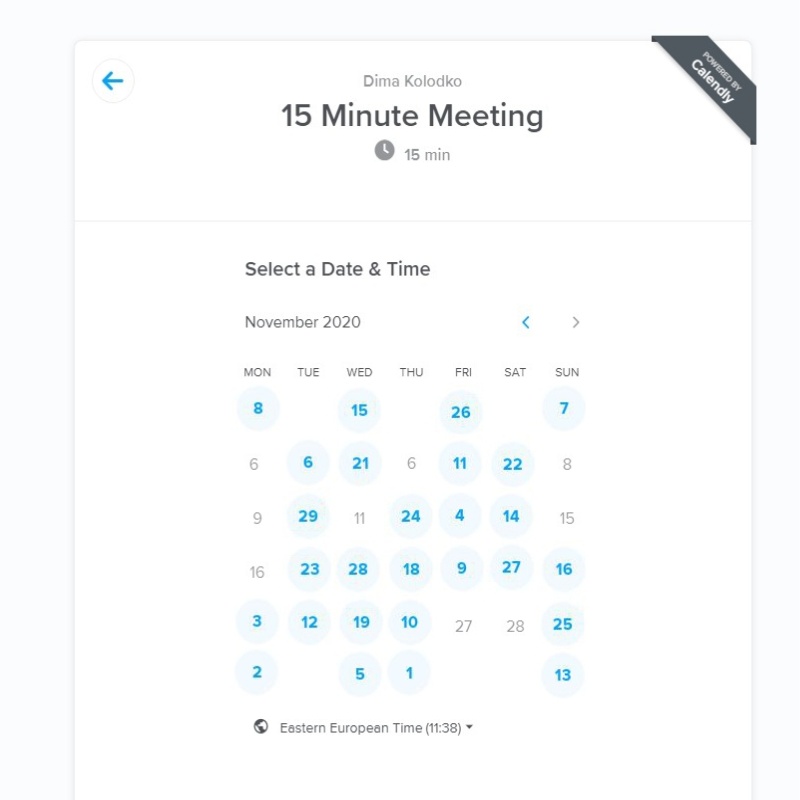 POWERED BY
Calendly
Dima Kolodko
15 Minute Meeting
15 min
Select a Date & Time
November 2020
MON TUE WED THU FRI SAT SUN
8 15 26 7
6 6 21 6 11 22 8
9 29 11 24 4 14 15
16 23 28 18 9 27 16
3 12 19 10 27 28 25
2 5 1 13
Eastern European Time (11:38)